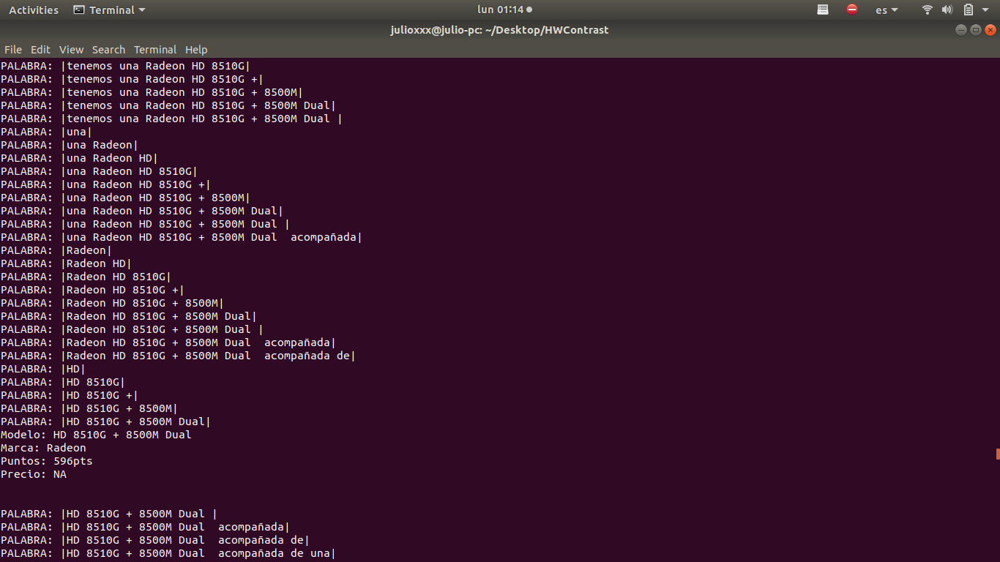 Activities Terminal lun 01:14 es
julioxxx@julio-pc: ~/Desktop/HWContrast
File Edit View Search Terminal Help
PALABRA: |tenemos una Radeon HD 8510G|
PALABRA: |tenemos una Radeon HD 8510G +|
PALABRA: |tenemos una Radeon HD 8510G + 8500M|
PALABRA: |tenemos una Radeon HD 8510G + 8500M Dual|
PALABRA: |tenemos una Radeon HD 8510G + 8500M Dual |
PALABRA: |una|
PALABRA: |una Radeon|
PALABRA: |una Radeon HD|
PALABRA: |una Radeon HD 8510G|
PALABRA: |una Radeon HD 8510G +|
PALABRA: |una Radeon HD 8510G + 8500M|
PALABRA: |una Radeon HD 8510G + 8500M Dual|
PALABRA: |una Radeon HD 8510G + 8500M Dual |
PALABRA: |una Radeon HD 8510G + 8500M Dual  acompañada|
PALABRA: |Radeon|
PALABRA: |Radeon HD|
PALABRA: |Radeon HD 8510G|
PALABRA: |Radeon HD 8510G +|
PALABRA: |Radeon HD 8510G + 8500M|
PALABRA: |Radeon HD 8510G + 8500M Dual|
PALABRA: |Radeon HD 8510G + 8500M Dual |
PALABRA: |Radeon HD 8510G + 8500M Dual  acompañada|
PALABRA: |Radeon HD 8510G + 8500M Dual  acompañada de|
PALABRA: |HD|
PALABRA: |HD 8510G|
PALABRA: |HD 8510G +|
PALABRA: |HD 8510G + 8500M|
PALABRA: |HD 8510G + 8500M Dual|
Modelo: HD 8510G + 8500M Dual
Marca: Radeon
Puntos: 596pts
Precio: NA
PALABRA: |HD 8510G + 8500M Dual |
PALABRA: |HD 8510G + 8500M Dual  acompañada|
PALABRA: |HD 8510G + 8500M Dual  acompañada de|
PALABRA: |HD 8510G + 8500M Dual  acompañada de una|